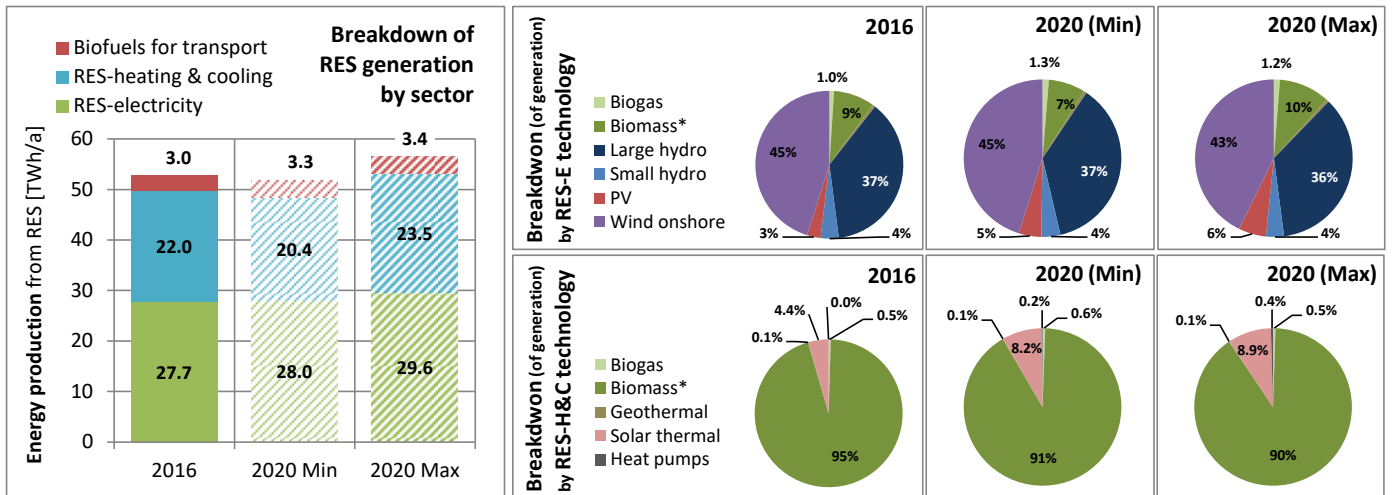 Breakdown of
RES generation
by sector
Biofuels for transport
RES-heating & cooling
RES-electricity
Energy production from RES [TWh/a]
60
50
40
30
20
10
0
3.0
22.0
27.7
3.3
20.4
28.0
3.4
23.5
29.6
2016
2020 Min
2020 Max
Breakdwon (of generation)
by RES-E technology
Biogas
Biomass*
Large hydro
Small hydro
PV
Wind onshore
2016
1.0%
9%
45%
37%
3%
4%
2020 (Min)
1.3%
7%
45%
37%
5%
4%
2020 (Max)
1.2%
10%
43%
36%
6%
4%
Breakdwon (of generation)
by RES-H&C technology
Biogas
Biomass*
Geothermal
Solar thermal
Heat pumps
2016
0.0%
4.4%
0.5%
0.1%
95%
2020 (Min)
0.2%
0.1%
0.6%
8.2%
91%
2020 (Max)
0.4%
0.1%
0.5%
8.9%
90%